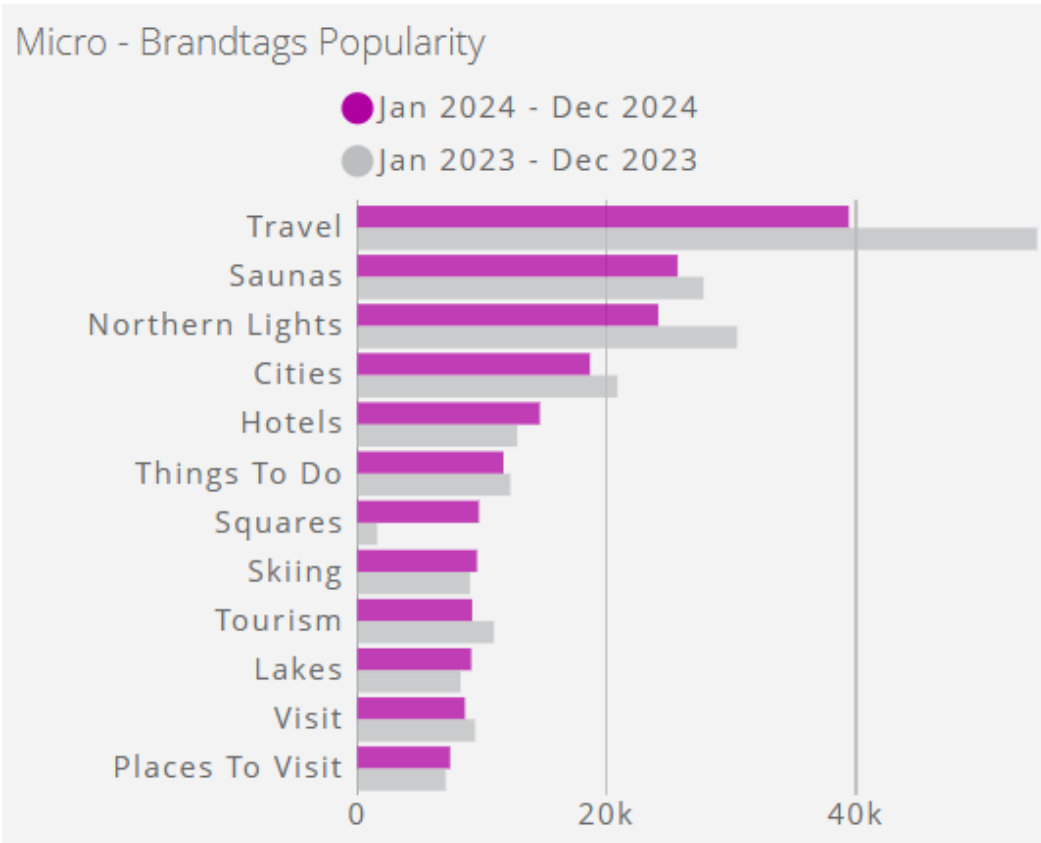 Micro - Brandtags Popularity
Jan 2024 - Dec 2024
Jan 2023 - Dec 2023
Travel
Saunas
Northern Lights
Cities
Hotels
Things To Do
Squares
Skiing
Tourism
Lakes
Visit
Places To Visit
0 20k 40k